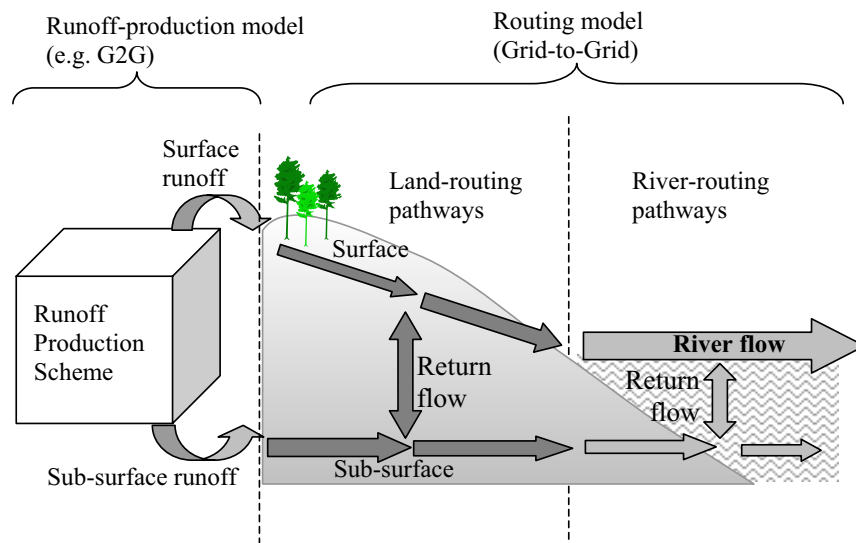 Runoff-production model
(e.g. G2G)
Routing model
(Grid-to-Grid)
Surface
runoff
Land-routing
pathways
River-routing
pathways
Surface
Runoff
Production
Scheme
River flow
Return
flow
Return
flow
Sub-surface
Sub-surface runoff